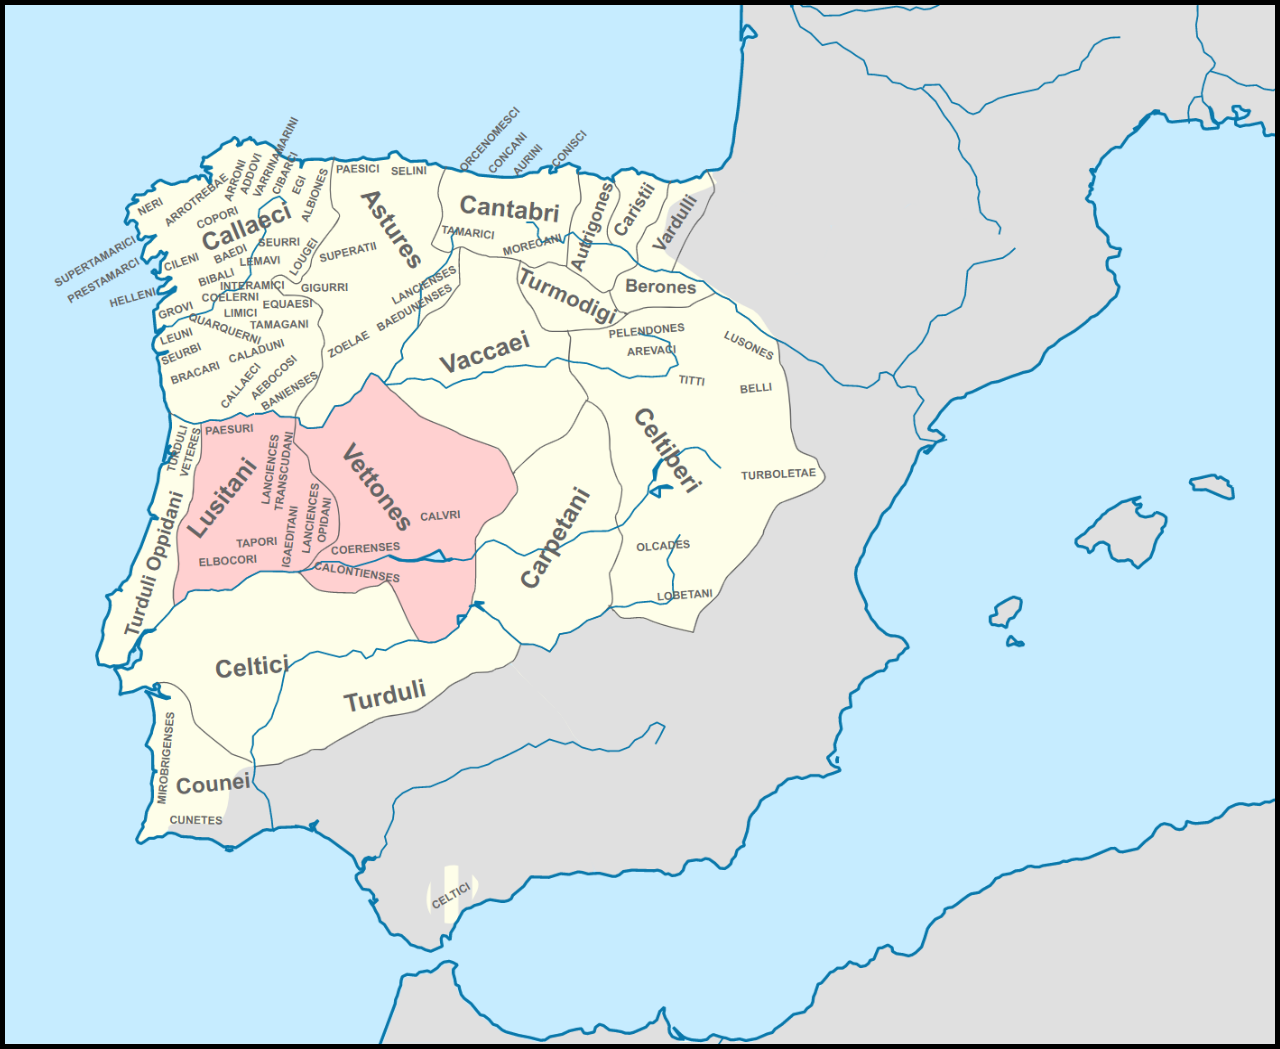 ORCENOMESCI
CONCANI
AURINI
CONISCI
NERI
ARROTREBAE
ARRONI
ADDOVI
VARRINAMARINI
CIBARCI
EGI
ALBIONES
COPORI
Callaeci
SUPERTAMARICI
PRESTAMARCI
HELLENI
CILENI
BAEDI
SEURRI
LEMAVI
LOUGEI
BIBALI
INTERAMICI
GIGURRI
COELERNI
EQUAESI
GROVI
LIMICI
QUARQUERNI
TAMAGANI
LEUNI
SEURBI
CALADUNI
BRACARI
CALLAECI
AEBOCOSI
BANIENSES
PAESICI
SELINI
Astures
SUPERATII
LANCIENSES
BAEDUNENSES
ZOELAE
Cantabri
TAMARICI
MORECANI
Autrigones
Caristii
Vardulli
Turmodigi
Berones
Vaccaei
PELENDONES
AREVACI
LUSONES
TITTI
BELLI
Celtiberi
TURBOLETAE
OLCADES
LOBETANI
Carpetani
TURDULI
VETERES
PAESURI
Lusitani
LANCIENCES
TRANSCUDANI
LANCIENCES
OPIDANI
IGAEDITANI
TAPORI
ELBOCORI
Vettones
CALVRI
COERENSES
CALONTIENSES
Turduli Oppidani
Celtici
Turduli
MIROBRIGENSES
Counei
CUNETES
CELTICI